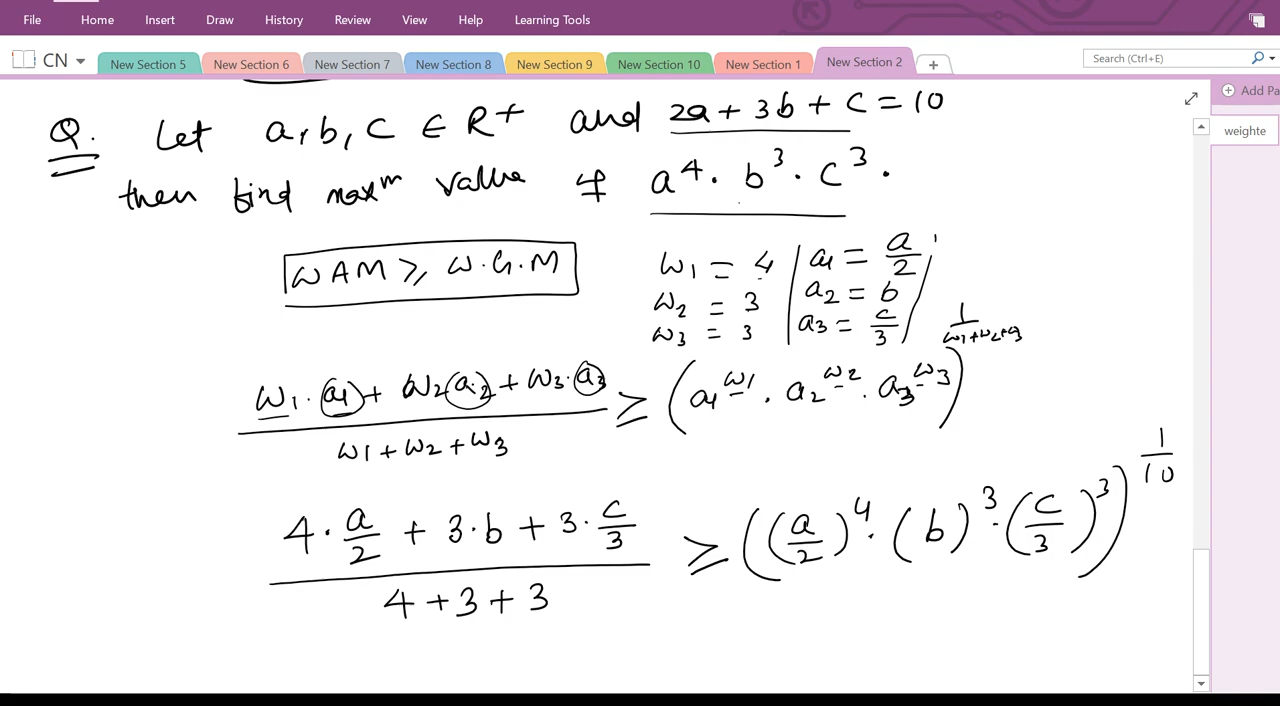 File Home Insert Draw History Review View Help Learning Tools
CN New Section 5 New Section 6 New Section 7 New Section 8 New Section 9 New Section 10 New Section 1 New Section 2 + Search (Ctrl+E)
Add Pa
weighte
Q. Let a, b, c ∈ R⁺ and 2a + 3b + c = 10
then find maxᵐ value of a⁴ · b³ · c³ .
WAM ≥ W.G.M
w1 = 4 | a1 = a/2
w2 = 3 | a2 = b
w3 = 3 | a3 = c/3
(w1 · a1 + w2 (a2) + w3 · a3)/(w1 + w2 + w3) ≥ (a1^w1 · a2^w2 · a3^w3)^(1/(w1+w2+w3))
(4 · a/2 + 3 · b + 3 · c/3)/(4 + 3 + 3) ≥ ((a/2)⁴ · (b)³ · (c/3)³)^(1/10)